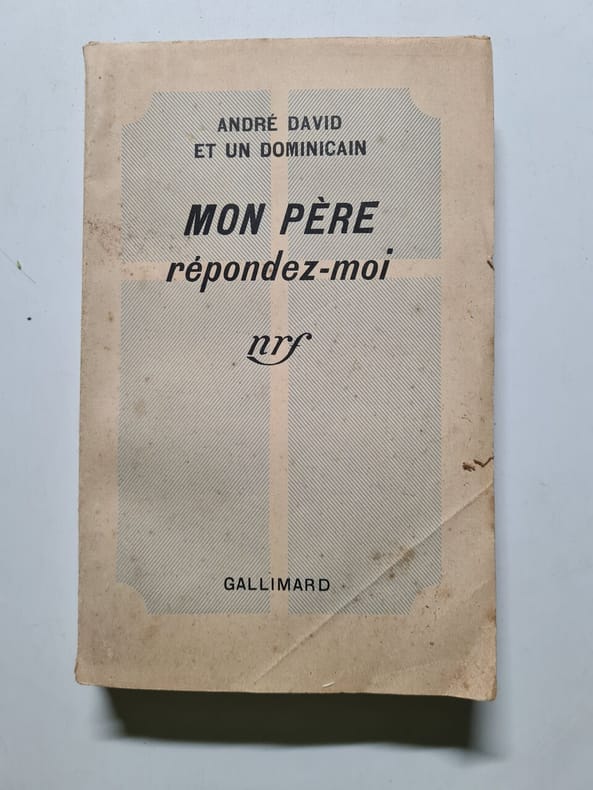 ANDRÉ DAVID
ET UN DOMINICAIN
MON PÈRE
répondez-moi
nrf
GALLIMARD